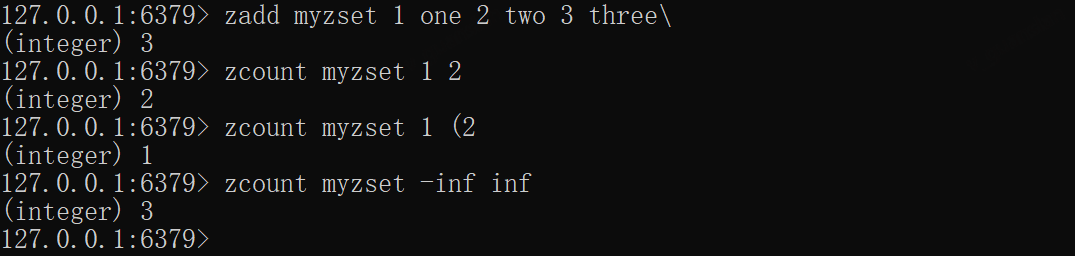 127.0.0.1:6379> zadd myzset 1 one 2 two 3 three\
(integer) 3
127.0.0.1:6379> zcount myzset 1 2
(integer) 2
127.0.0.1:6379> zcount myzset 1 (2
(integer) 1
127.0.0.1:6379> zcount myzset -inf inf
(integer) 3
127.0.0.1:6379>